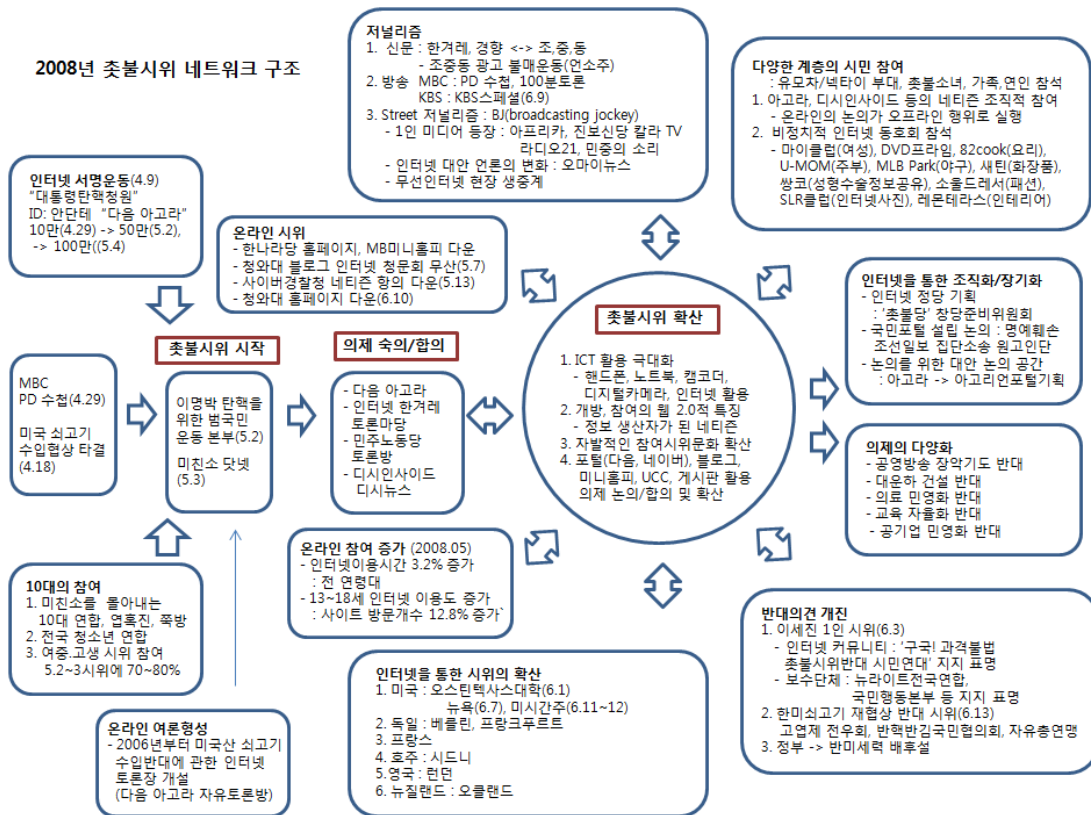 2008년 촛불시위 네트워크 구조
저널리즘
1. 신문 : 한겨레, 경향 <-> 조,중,동
- 조중동 광고 불매운동(언소주)
2. 방송 MBC : PD 수첩, 100분토론
KBS : KBS스페셜(6.9)
3. Street 저널리즘 : BJ(broadcasting jockey)
- 1인 미디어 등장 : 아프리카, 진보신당 칼라 TV
라디오21, 민중의 소리
- 인터넷 대안 언론의 변화 : 오마이뉴스
- 무선인터넷 현장 생중계
다양한 계층의 시민 참여
: 유모차/넥타이 부대, 촛불소녀, 가족,연인 참석
1. 아고라, 디시인사이드 등의 네티즌 조직적 참여
- 온라인의 논의가 오프라인 행위로 실행
2. 비정치적 인터넷 동호회 참석
- 마이클럽(여성), DVD프라임, 82cook(요리)
U-MOM(주부), MLB Park(야구), 새틴(화장품),
쌍코(성형수술정보공유), 소울드레서(패션),
SLR클럽(인터넷사진), 레몬테라스(인테리어)
인터넷 서명운동(4.9)
"대통령탄핵청원"
ID: 안단테 "다음 아고라"
10만(4.29) -> 50만(5.2),
-> 100만((5.4)
온라인 시위
- 한나라당 홈페이지, MB미니홈피 다운
- 청와대 블로그 인터넷 청문회 무산(5.7)
- 사이버경찰청 네티즌 항의 다운(5.13)
- 청와대 홈페이지 다운(6.10)
촛불시위 시작
의제 숙의/합의
촛불시위 확산
MBC
PD 수첩(4.29)
미국 쇠고기
수입협상 타결
(4.18)
이명박 탄핵을
위한 범국민
운동 본부(5.2)
미친소 닷넷
(5.3)
- 다음 아고라
- 인터넷 한겨레
토론마당
- 민주노동당
토론방
- 디시인사이드
디시뉴스
1. ICT 활용 극대화
- 핸드폰, 노트북, 캠코더,
디지털카메라, 인터넷 활용
2. 개방, 참여의 웹 2.0적 특징
- 정보 생산자가 된 네티즌
3. 자발적인 참여시위문화 확산
4. 포털(다음, 네이버), 블로그,
미니홈피, UCC, 게시판 활용
의제 논의/합의 및 확산
인터넷을 통한 조직화/장기화
- 인터넷 정당 기획
: '촛불당' 창당준비위원회
- 국민포털 설립 논의 : 명예훼손
조선일보 집단소송 원고인단
- 논의를 위한 대안 논의 공간
: 아고라 -> 아고리언포털기획
의제의 다양화
- 공영방송 장악기도 반대
- 대운하 건설 반대
- 의료 민영화 반대
- 교육 자율화 반대
- 공기업 민영화 반대
10대의 참여
1. 미친소를 몰아내는
10대 연합, 엽혹진, 쭉방
2. 전국 청소년 연합
3. 여중.고생 시위 참여
5.2~3시위에 70~80%
온라인 참여 증가 (2008.05)
- 인터넷이용시간 3.2% 증가
: 전 연령대
- 13~18세 인터넷 이용도 증가
: 사이트 방문개수 12.8% 증가`
온라인 여론형성
- 2006년부터 미국산 쇠고기
수입반대에 관한 인터넷
토론장 개설
(다음 아고라 자유토론방)
인터넷을 통한 시위의 확산
1. 미국 : 오스틴텍사스대학(6.1)
뉴욕(6.7), 미시간주(6.11~12)
2. 독일 : 베를린, 프랑크푸르트
3. 프랑스
4. 호주 : 시드니
5.영국 : 런던
6. 뉴질랜드 : 오클랜드
반대의견 개진
1. 이세진 1인 시위(6.3)
- 인터넷 커뮤니티 : '구국! 과격불법
촛불시위반대 시민연대' 지지 표명
- 보수단체 : 뉴라이트전국연합,
국민행동본부 등 지지 표명
2. 한미쇠고기 재협상 반대 시위(6.13)
고엽제 전우회, 반핵반김국민협의회, 자유총연맹
3. 정부 -> 반미세력 배후설